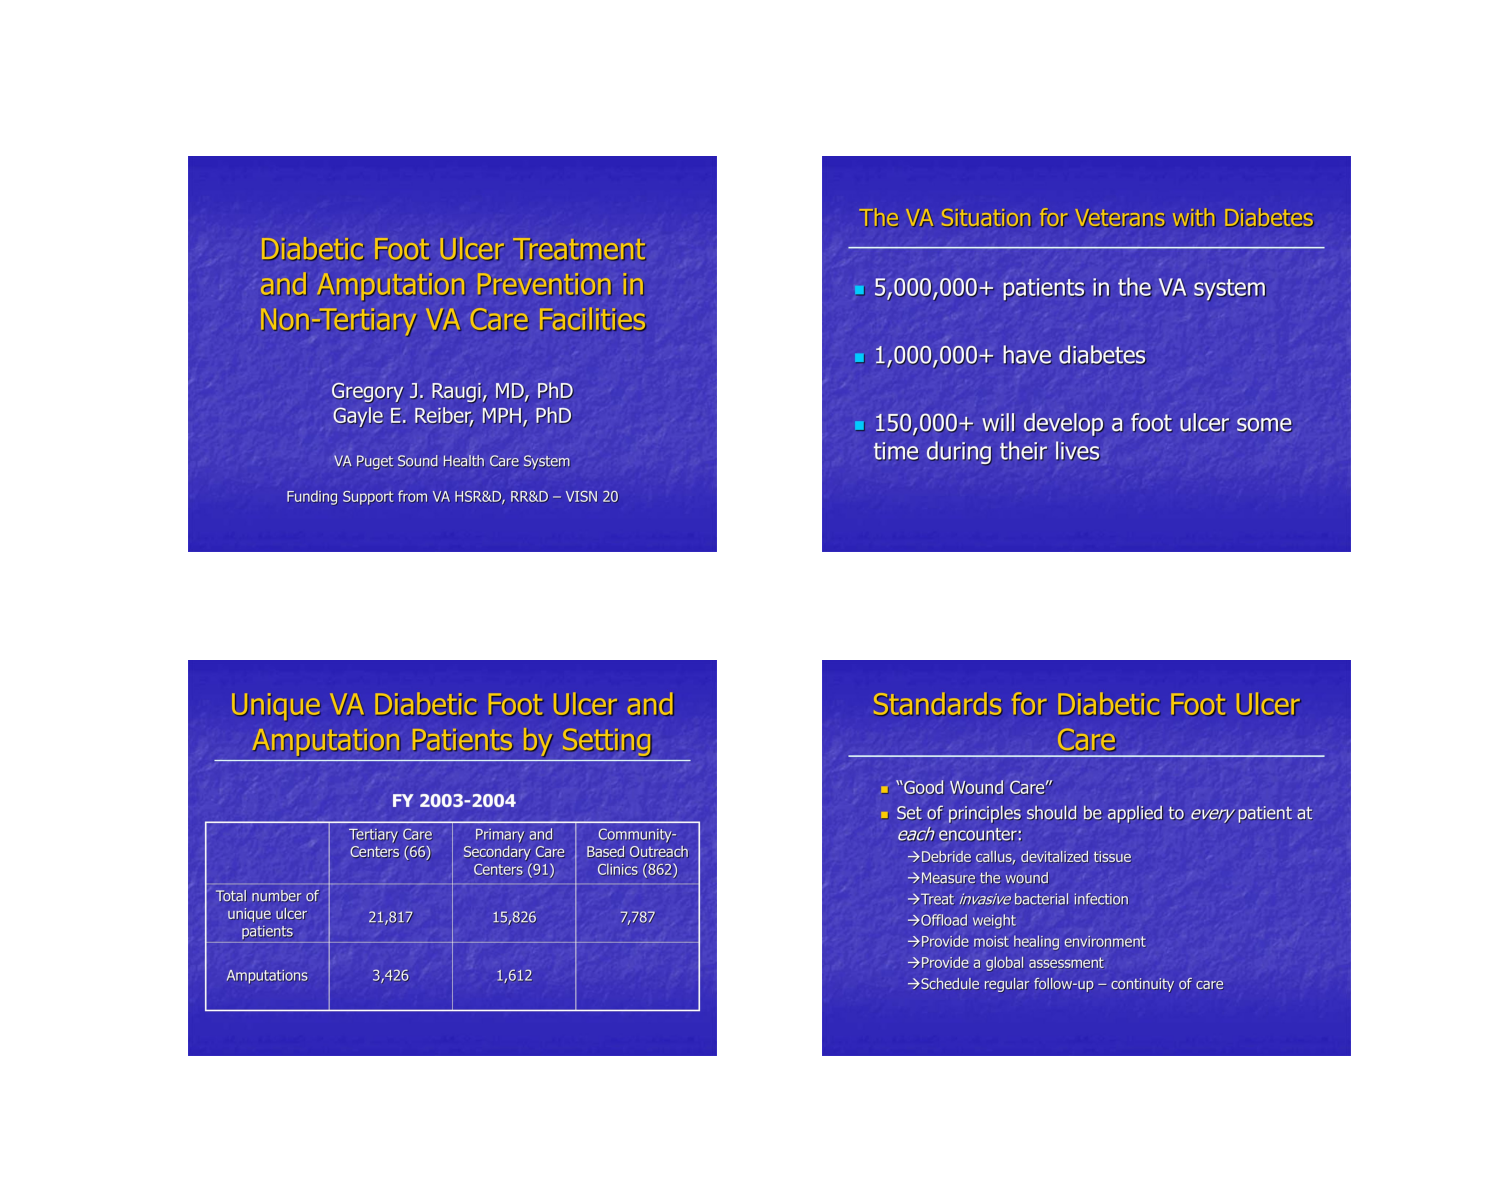 Diabetic Foot Ulcer Treatment
and Amputation Prevention in
Non-Tertiary VA Care Facilities
Gregory J. Raugi, MD, PhD
Gayle E. Reiber, MPH, PhD
VA Puget Sound Health Care System
Funding Support from VA HSR&D, RR&D – VISN 20
The VA Situation for Veterans with Diabetes
5,000,000+ patients in the VA system
1,000,000+ have diabetes
150,000+ will develop a foot ulcer some
time during their lives
Unique VA Diabetic Foot Ulcer and
Amputation Patients by Setting
FY 2003-2004
Tertiary Care
Centers (66)
Primary and
Secondary Care
Centers (91)
Community-
Based Outreach
Clinics (862)
Total number of
unique ulcer
patients
21,817
15,826
7,787
Amputations
3,426
1,612
Standards for Diabetic Foot Ulcer
Care
“Good Wound Care”
Set of principles should be applied to every patient at
each encounter:
→Debride callus, devitalized tissue
→Measure the wound
→Treat invasive bacterial infection
→Offload weight
→Provide moist healing environment
→Provide a global assessment
→Schedule regular follow-up – continuity of care